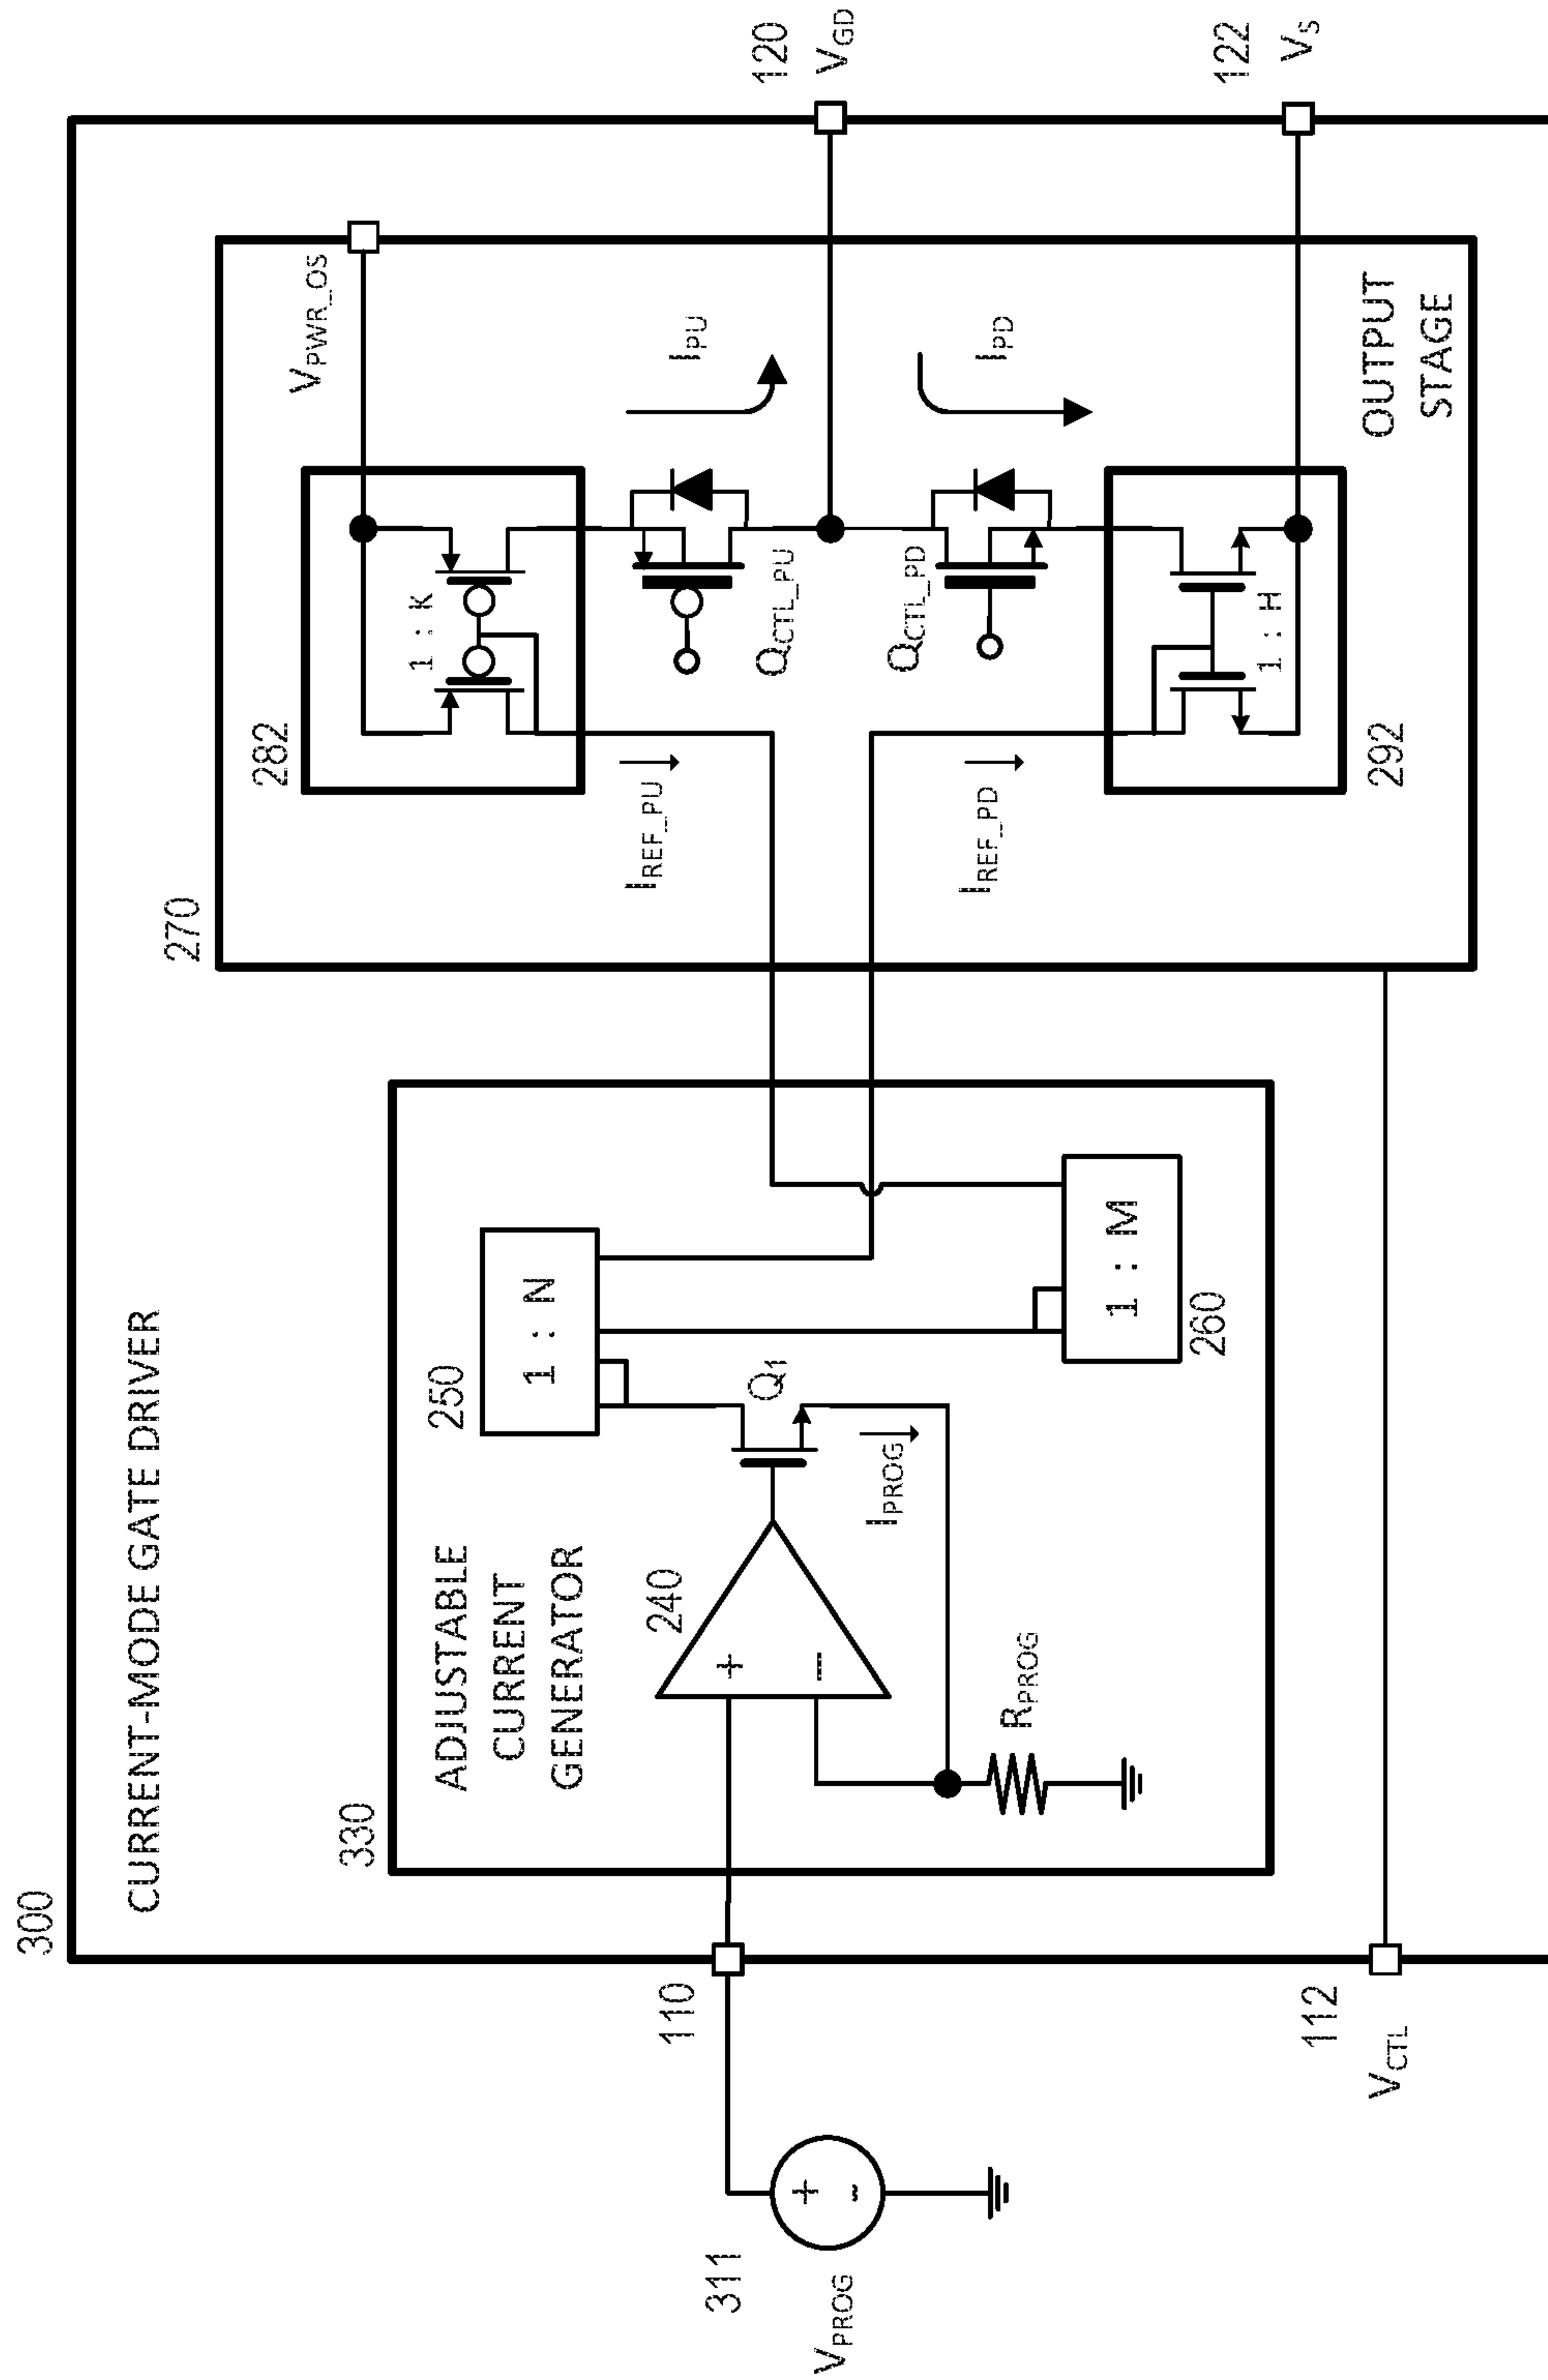 300
CURRENT-MODE GATE DRIVER
270
282
V_PWR_OS
1 : K
330
ADJUSTABLE
CURRENT
GENERATOR
250
1 : N
I_REF_PU
Q_CTL_PU
I_PU
311
V_PROG
+
-
110
240
+
-
Q1
I_PROG
R_PROG
120
V_GD
I_REF_PD
Q_CTL_PD
I_PD
260
1 : M
1 : H
292
OUTPUT
STAGE
122
V_S
112
V_CTL